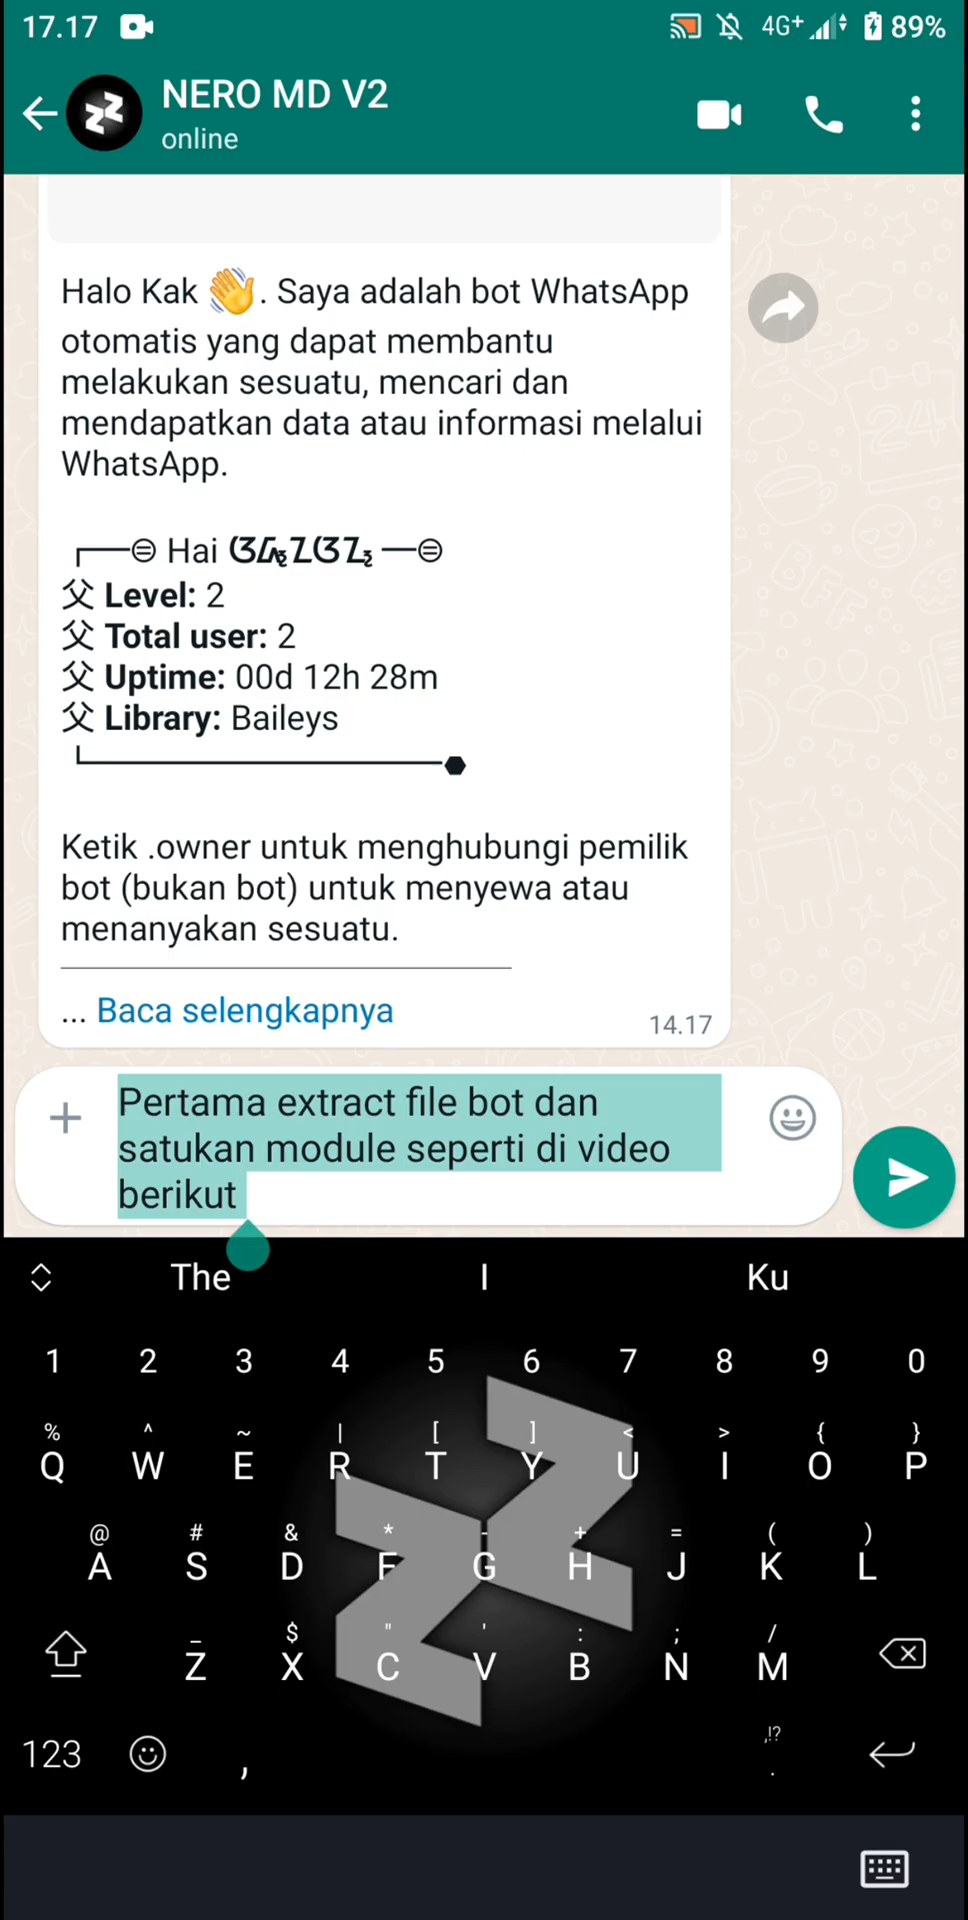 17.17
4G+
89%
NERO MD V2
online
Halo Kak 👋. Saya adalah bot WhatsApp
otomatis yang dapat membantu
melakukan sesuatu, mencari dan
mendapatkan data atau informasi melalui
WhatsApp.
Hai
父 Level: 2
父 Total user: 2
父 Uptime: 00d 12h 28m
父 Library: Baileys
Ketik .owner untuk menghubungi pemilik
bot (bukan bot) untuk menyewa atau
menanyakan sesuatu.
... Baca selengkapnya
14.17
Pertama extract file bot dan
satukan module seperti di video
berikut
The I Ku
1 2 3 4 5 6 7 8 9 0
% ^ ~ | [ ] < > { }
Q W E R T Y U I O P
@ # & * - + = ( )
A S D F G H J K L
_ $ " ' : ; /
Z X C V B N M
123 , ,!? .